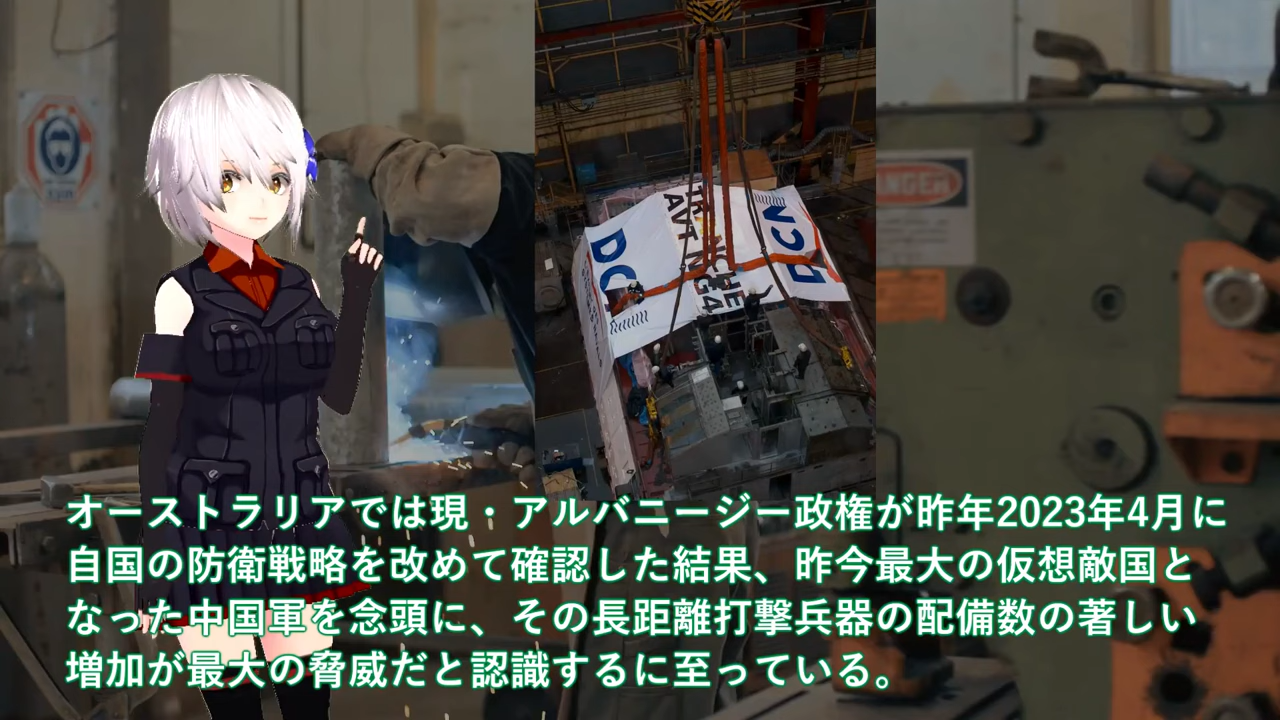 DANGER
オーストラリアでは現・アルバニージー政権が昨年2023年4月に
自国の防衛戦略を改めて確認した結果、昨今最大の仮想敵国と
なった中国軍を念頭に、その長距離打撃兵器の配備数の著しい
増加が最大の脅威だと認識するに至っている。